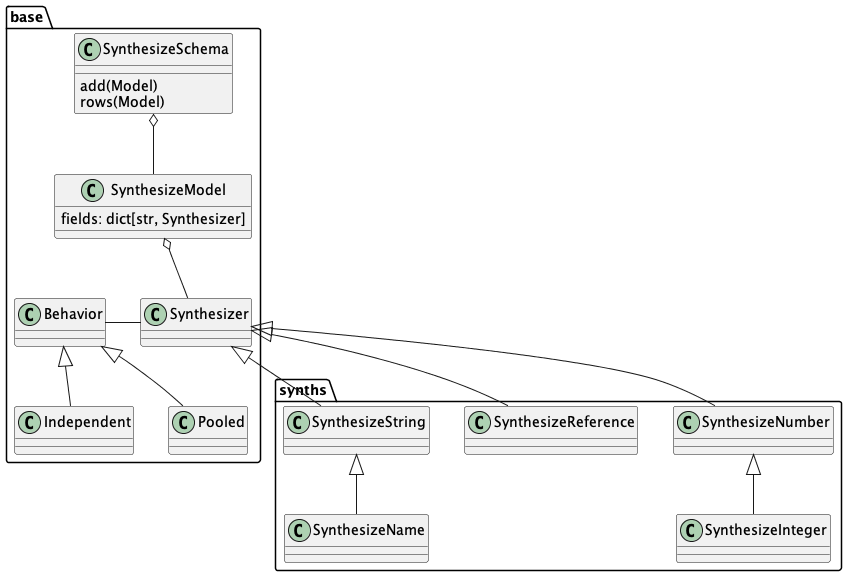 base
C SynthesizeSchema
add(Model)
rows(Model)
C SynthesizeModel
fields: dict[str, Synthesizer]
C Behavior
C Synthesizer
synths
C Independent
C Pooled
C SynthesizeString
C SynthesizeReference
C SynthesizeNumber
C SynthesizeName
C SynthesizeInteger